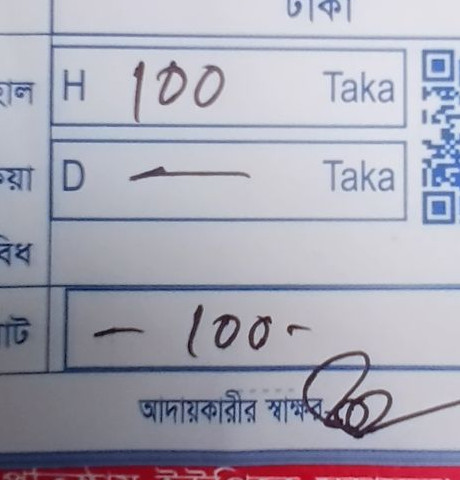 টাকা
হাল H 100 Taka
D — Taka
বিধ
— 100 -
আদায়কারীর স্বাক্ষর